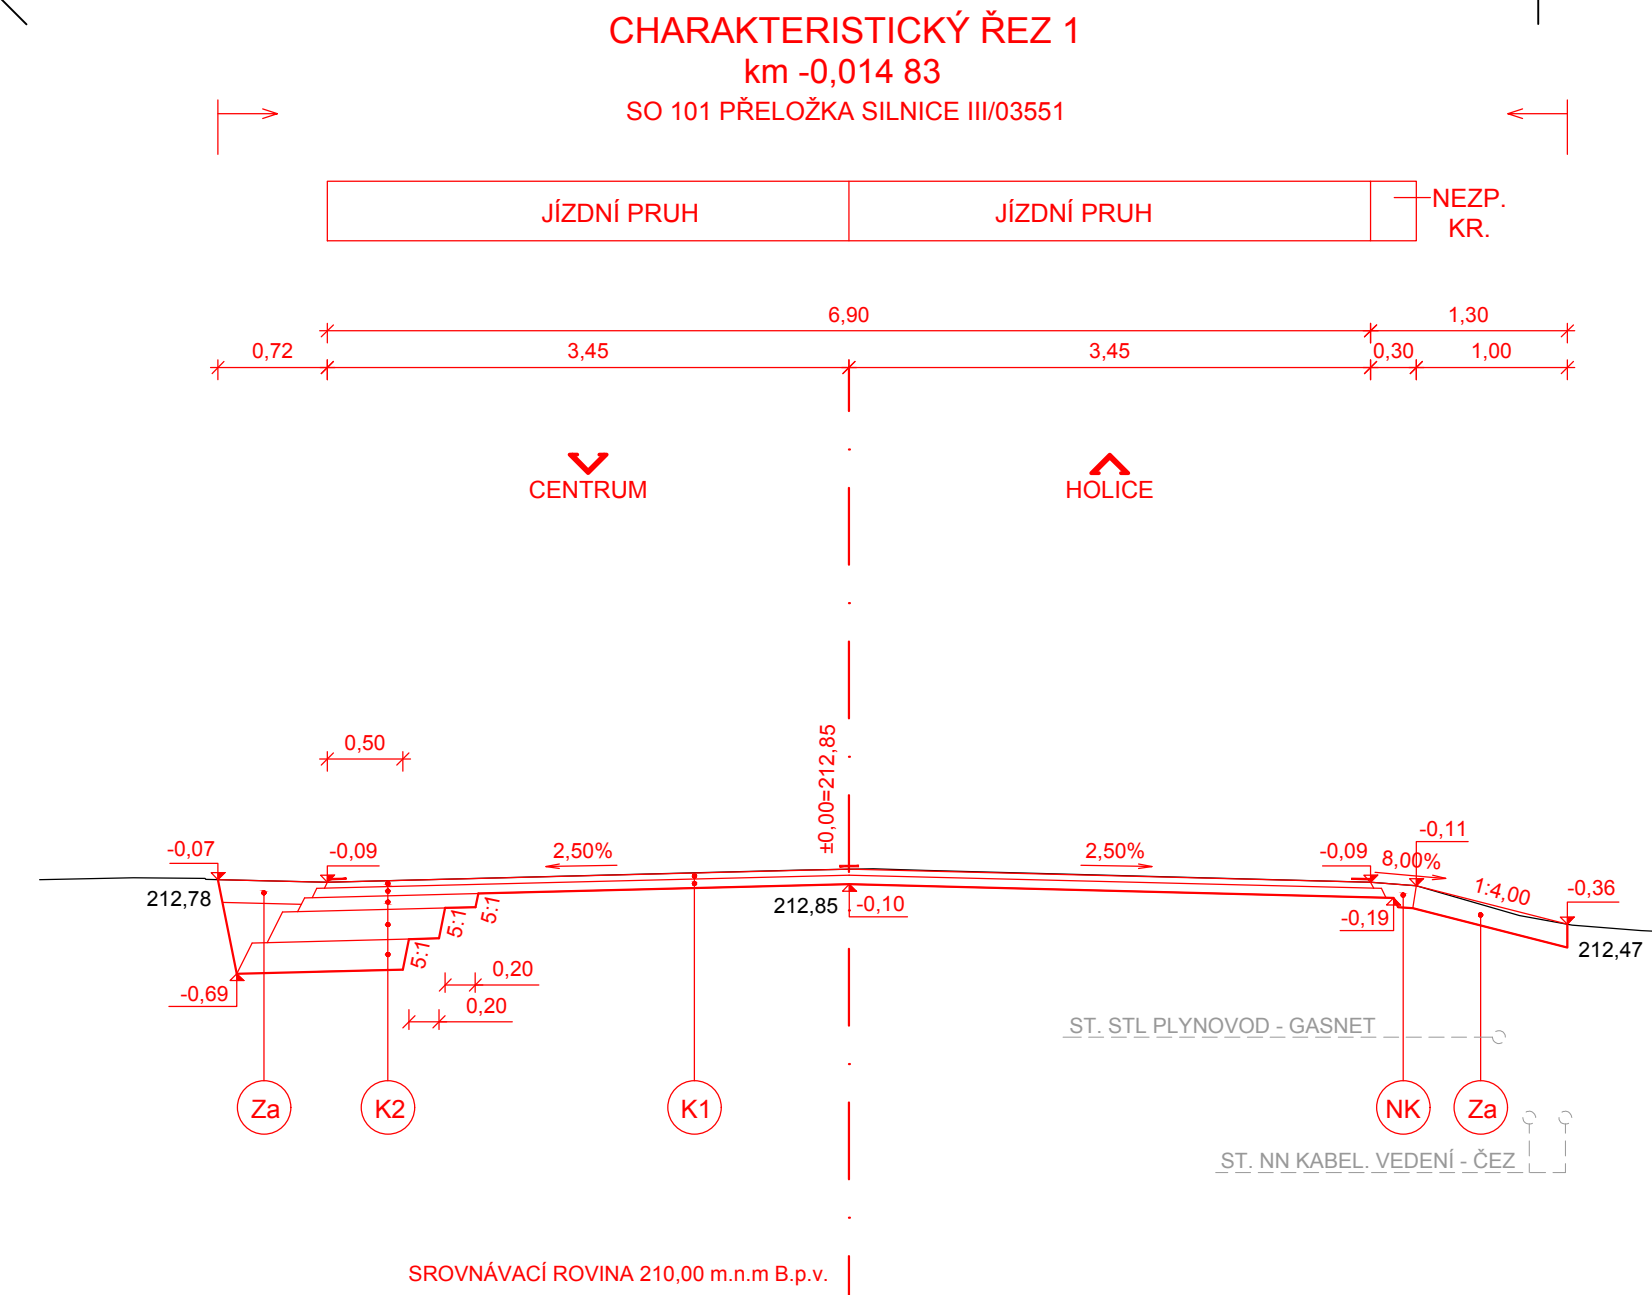 CHARAKTERISTICKÝ ŘEZ 1
km -0,014 83
SO 101 PŘELOŽKA SILNICE III/03551
JÍZDNÍ PRUH
JÍZDNÍ PRUH
NEZP.
KR.
6,90
1,30
0,72
3,45
3,45
0,30
1,00
CENTRUM
HOLICE
±0,00=212,85
0,50
-0,07
-0,09
2,50%
2,50%
-0,09
8,00%
-0,11
1:4,00
-0,36
212,78
212,85
-0,10
-0,19
212,47
5:1
5:1
5:1
-0,69
0,20
0,20
ST. STL PLYNOVOD - GASNET
Za
K2
K1
NK
Za
ST. NN KABEL. VEDENÍ - ČEZ
SROVNÁVACÍ ROVINA 210,00 m.n.m B.p.v.